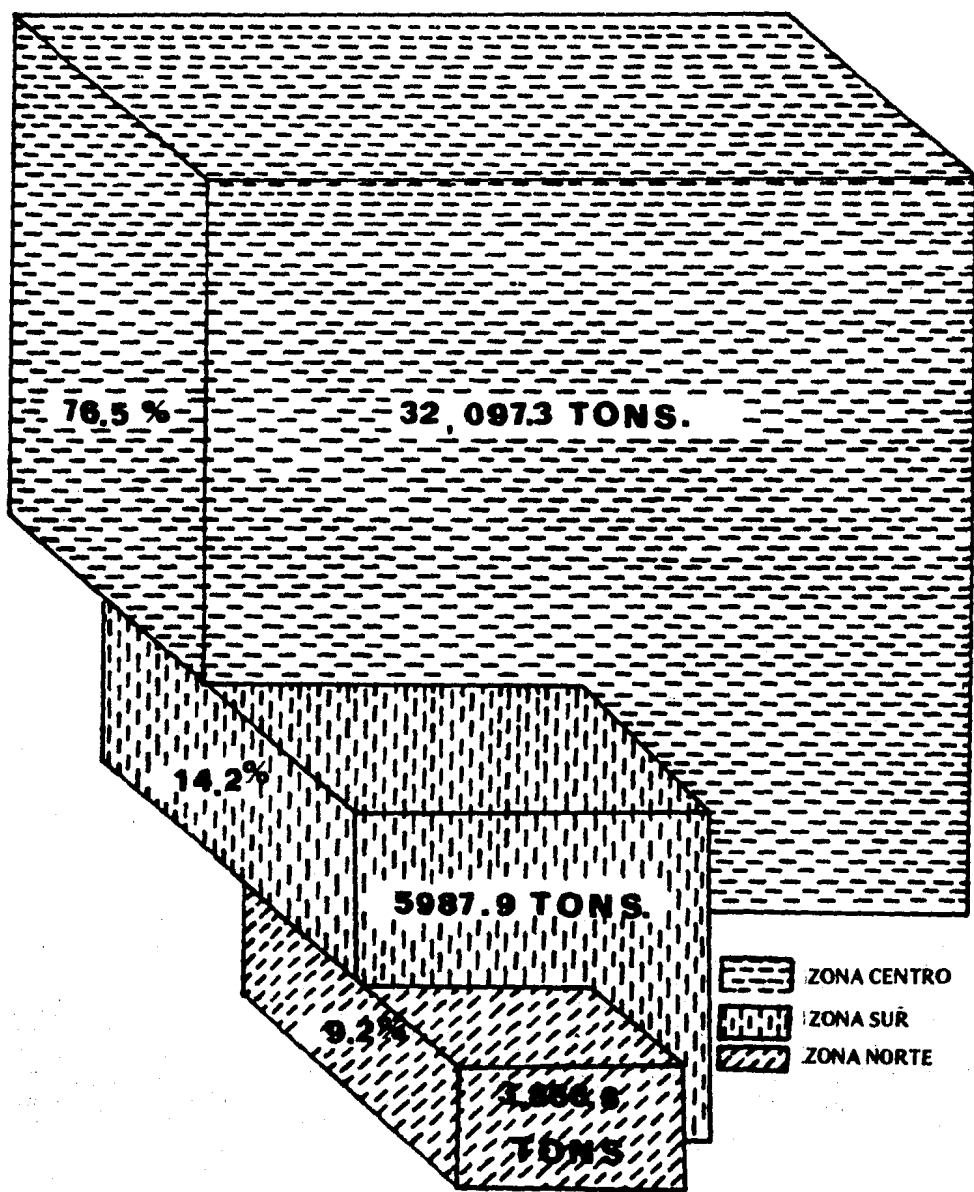 76.5 %
32,097.3 TONS.
14.2%
5987.9 TONS.
ZONA CENTRO
ZONA SUR
9.2%
ZONA NORTE
TONS